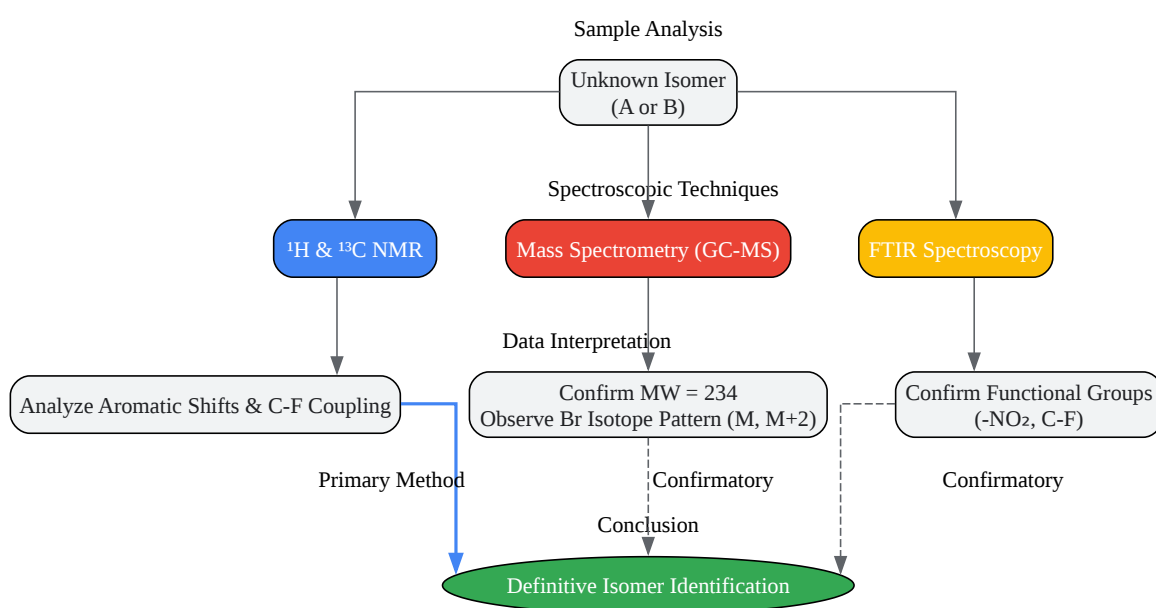 Sample Analysis
Unknown Isomer
(A or B)
Spectroscopic Techniques
¹H & ¹³C NMR
Mass Spectrometry (GC-MS)
FTIR Spectroscopy
Data Interpretation
Analyze Aromatic Shifts & C-F Coupling
Confirm MW = 234
Observe Br Isotope Pattern (M, M+2)
Confirm Functional Groups
(-NO₂, C-F)
Primary Method
Confirmatory
Confirmatory
Conclusion
Definitive Isomer Identification